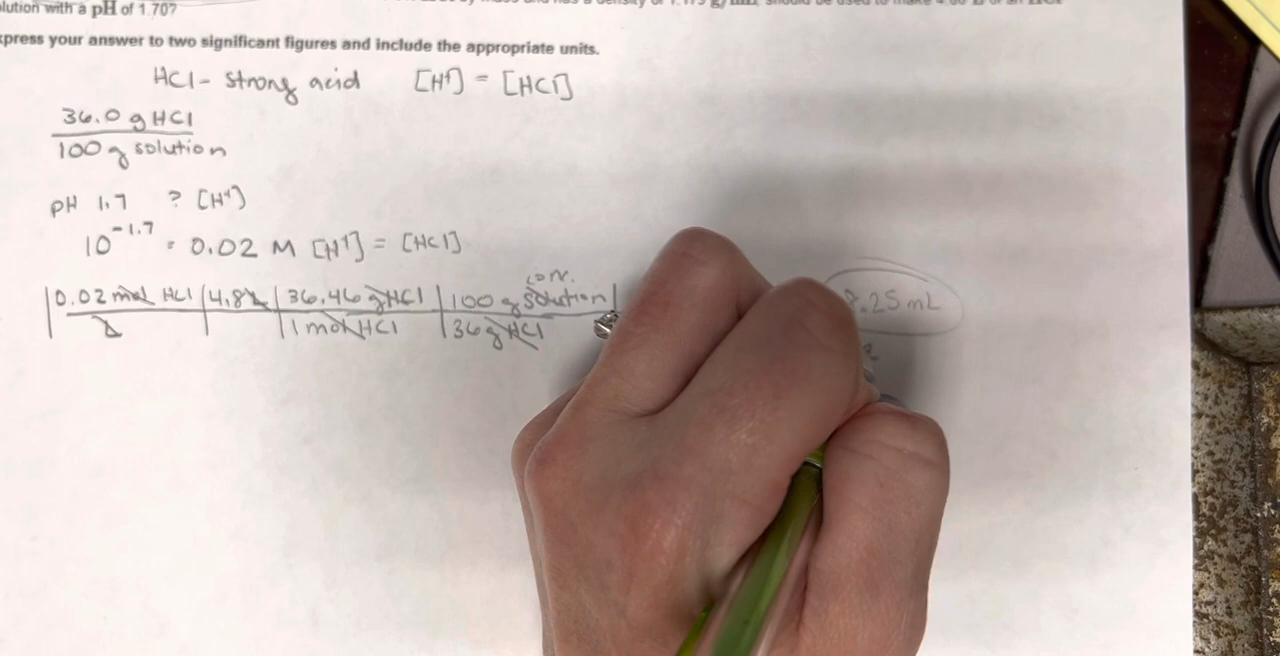 solution with a pH of 1.70?
express your answer to two significant figures and include the appropriate units.
HCl - strong acid [H⁺] = [HCl]
36.0 g HCl
100 g solution
pH 1.7 ? [H⁺]
10^-1.7 = 0.02 M [H⁺] = [HCl]
con.
0.02 mol HCl | 4.8 L | 36.46 g HCl | 100 g solution
L | 1 mol HCl | 36 g HCl
.25 mL